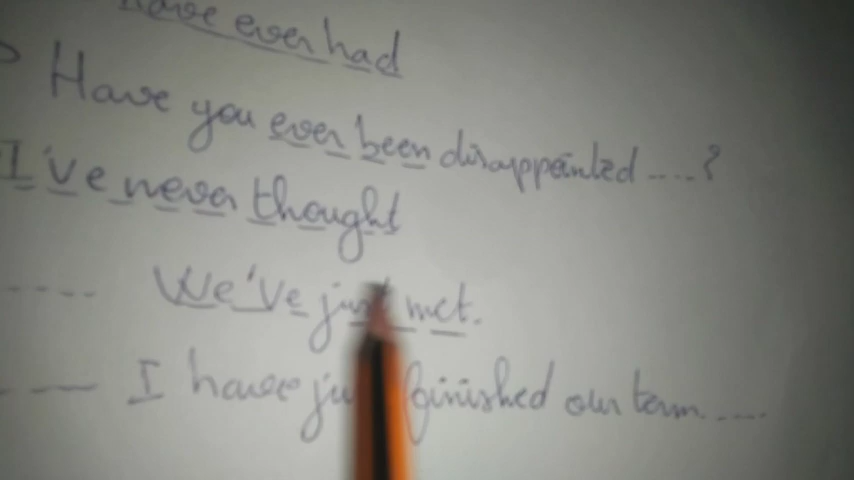 have ever had
Have you ever been disappointed ....?
I've never thought
..... We've just met.
I have finished our term .....